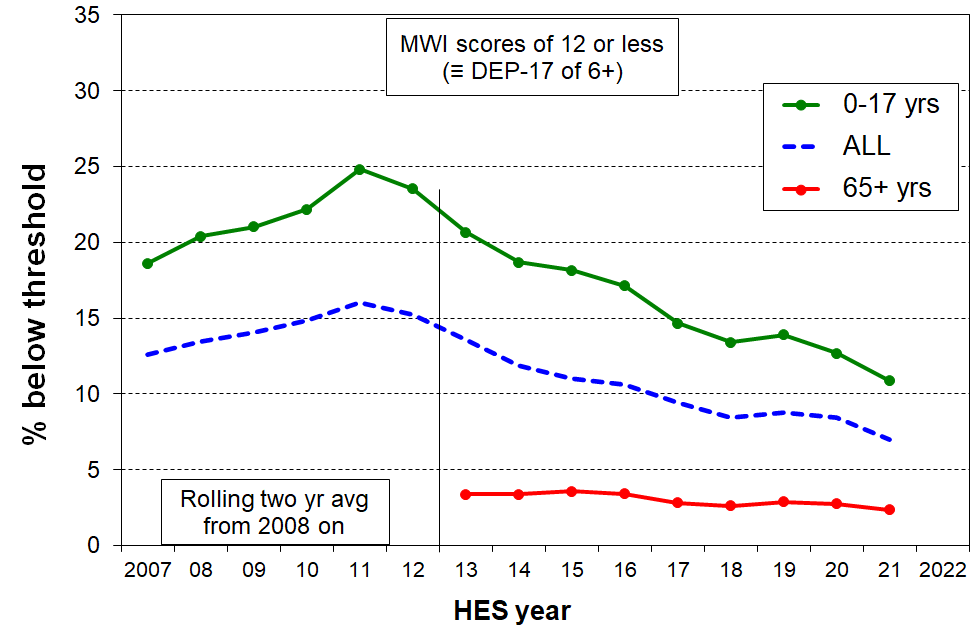 MWI scores of 12 or less
(≡ DEP-17 of 6+)
0-17 yrs
ALL
65+ yrs
35
30
25
20
15
10
5
0
% below threshold
Rolling two yr avg
from 2008 on
2007 08 09 10 11 12 13 14 15 16 17 18 19 20 21 2022
HES year